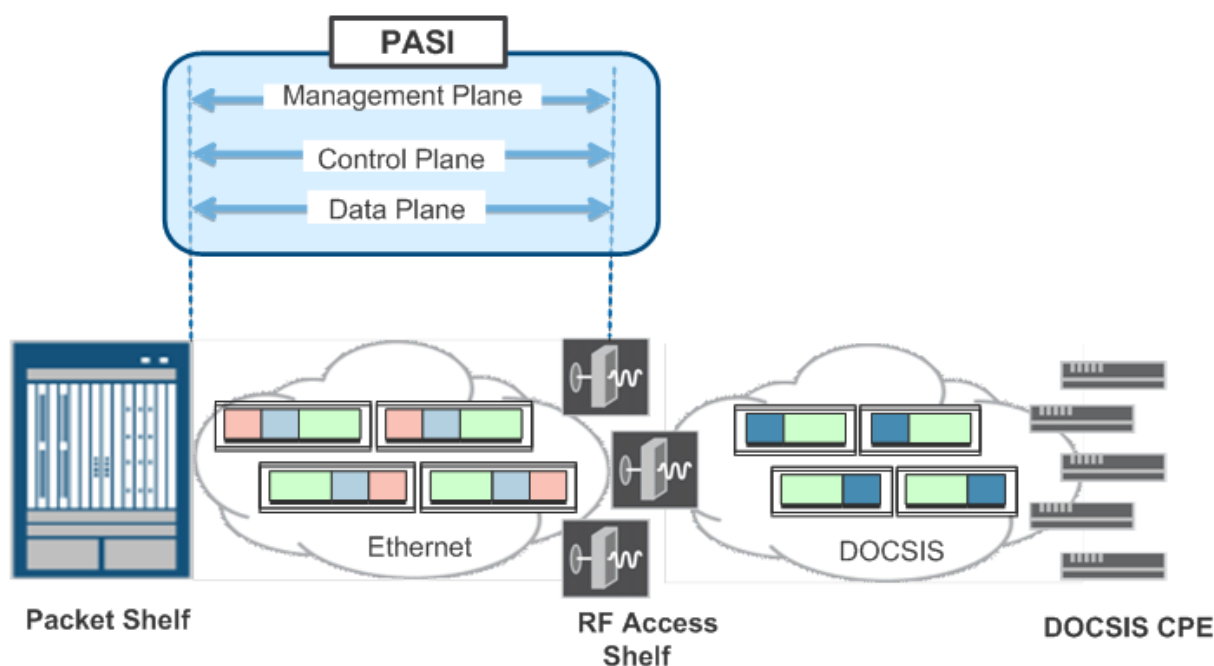 PASI
Management Plane
Control Plane
Data Plane
Ethernet
DOCSIS
Packet Shelf
RF Access
Shelf
DOCSIS CPE